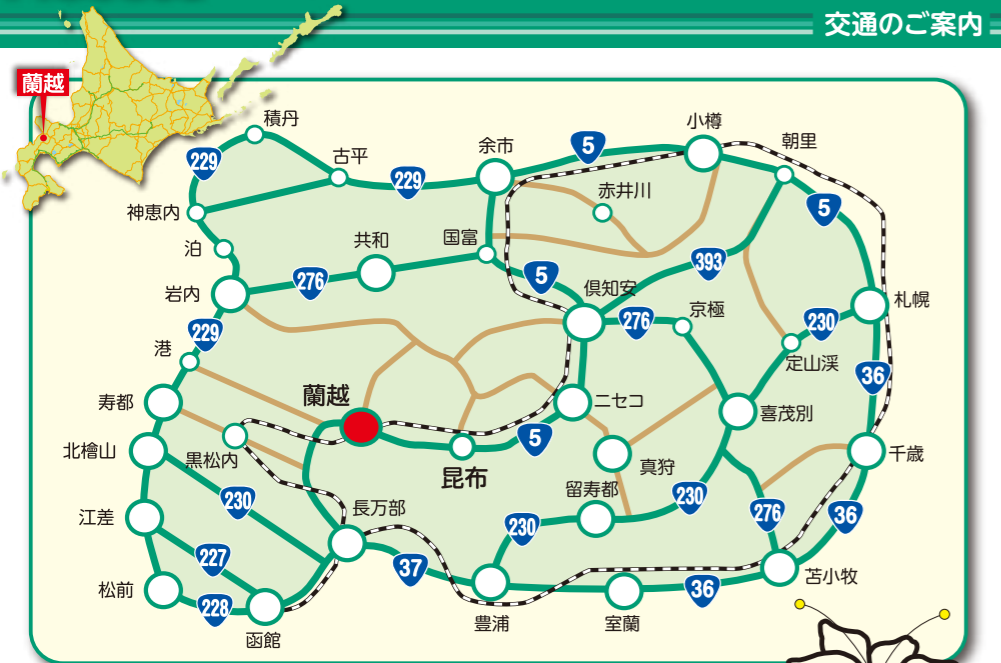 交通のご案内
蘭越
積丹
古平
余市
5
小樽
朝里
229
229
赤井川
5
神恵内
泊
共和
国富
393
276
5
倶知安
岩内
276
京極
札幌
230
229
港
定山渓
36
寿都
蘭越
ニセコ
喜茂別
北檜山
黒松内
5
昆布
真狩
千歳
230
長万部
留寿都
230
江差
230
276
36
227
37
松前
228
36
苫小牧
函館
豊浦
室蘭